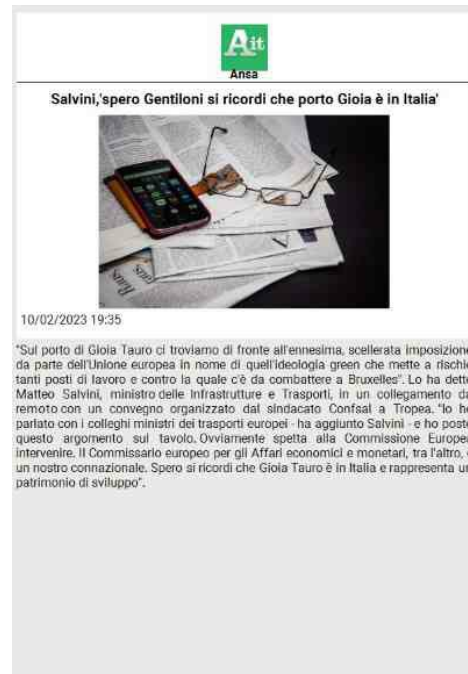 Ait
Ansa
Salvini,'spero Gentiloni si ricordi che porto Gioia è in Italia'
10/02/2023 19:35
"Sul porto di Gioia Tauro ci troviamo di fronte all'ennesima, scellerata imposizione
da parte dell'Unione europea in nome di quell'ideologia green che mette a rischio
tanti posti di lavoro e contro la quale c'è da combattere a Bruxelles". Lo ha detto
Matteo Salvini, ministro delle Infrastrutture e Trasporti, in un collegamento da
remoto con un convegno organizzato dal sindacato Confsal a Tropea. "Io ho
parlato con i colleghi ministri dei trasporti europei - ha aggiunto Salvini - e ho posto
questo argomento sul tavolo. Ovviamente spetta alla Commissione Europea
intervenire. Il Commissario europeo per gli Affari economici e monetari, tra l'altro, è
un nostro connazionale. Spero si ricordi che Gioia Tauro è in Italia e rappresenta un
patrimonio di sviluppo".